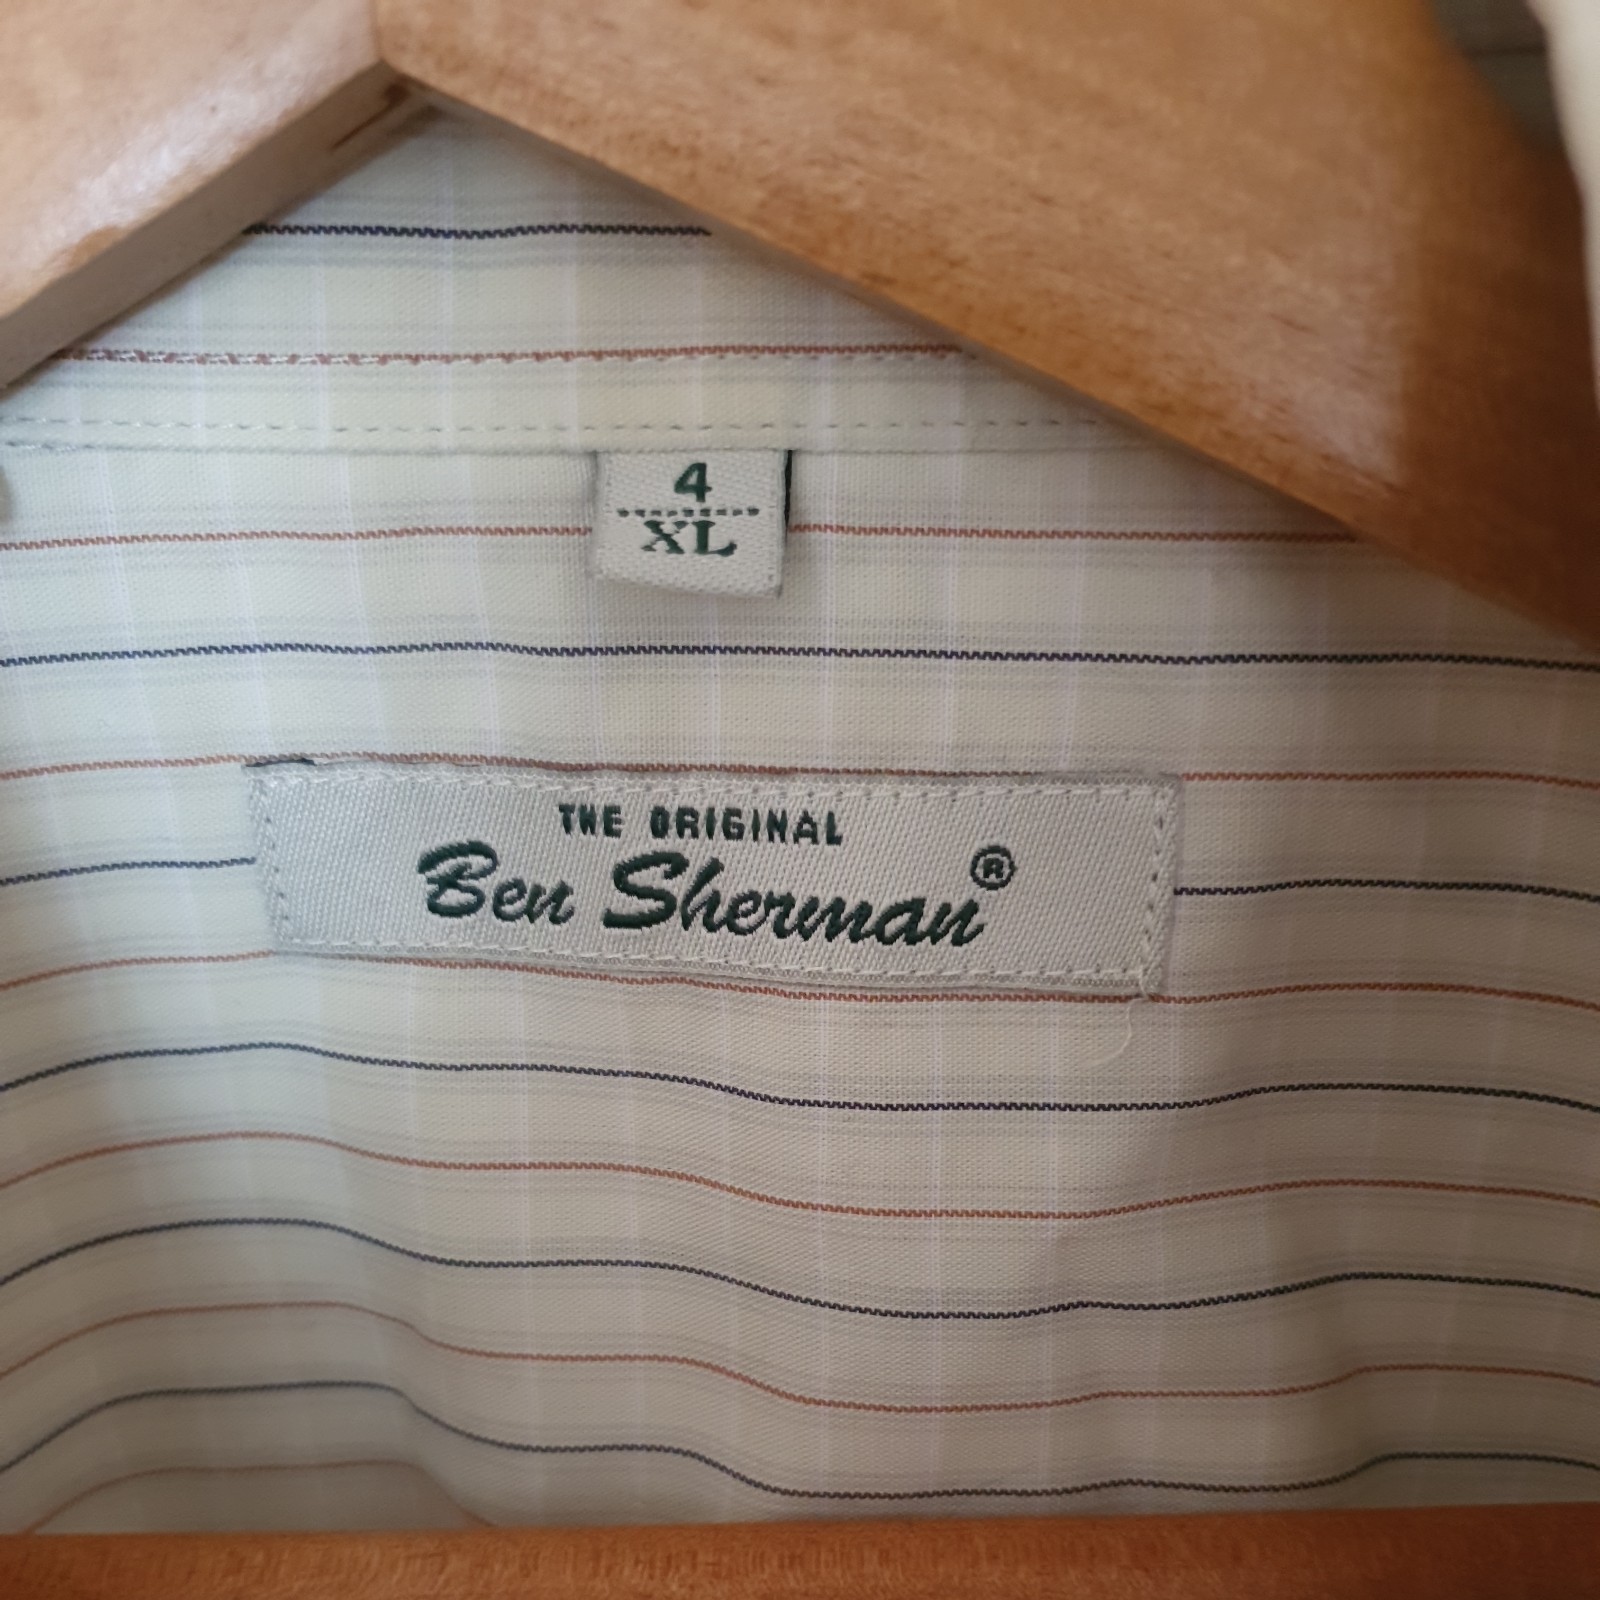 4
XL
THE ORIGINAL
Ben Sherman®